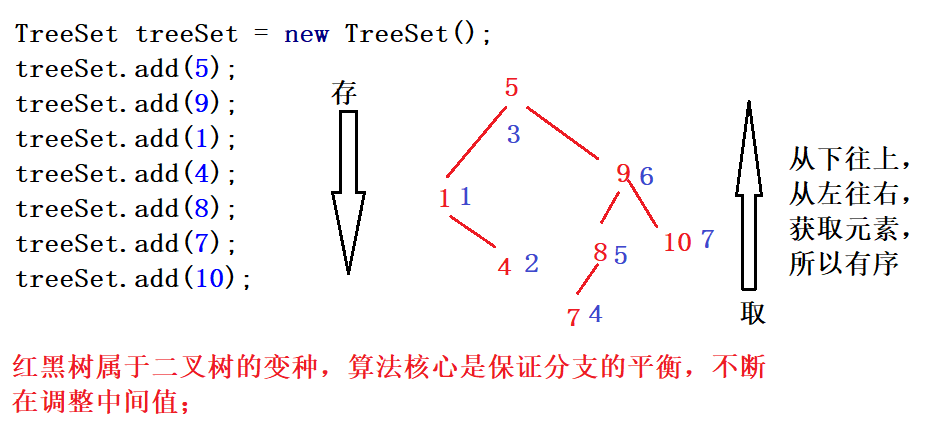 TreeSet treeSet = new TreeSet();
treeSet.add(5);
treeSet.add(9);
treeSet.add(1);
treeSet.add(4);
treeSet.add(8);
treeSet.add(7);
treeSet.add(10);
存
5
3
9 6
1 1
4 2
8 5
10 7
7 4
从下往上，
从左往右，
获取元素，
所以有序
取
红黑树属于二叉树的变种，算法核心是保证分支的平衡，不断
在调整中间值；